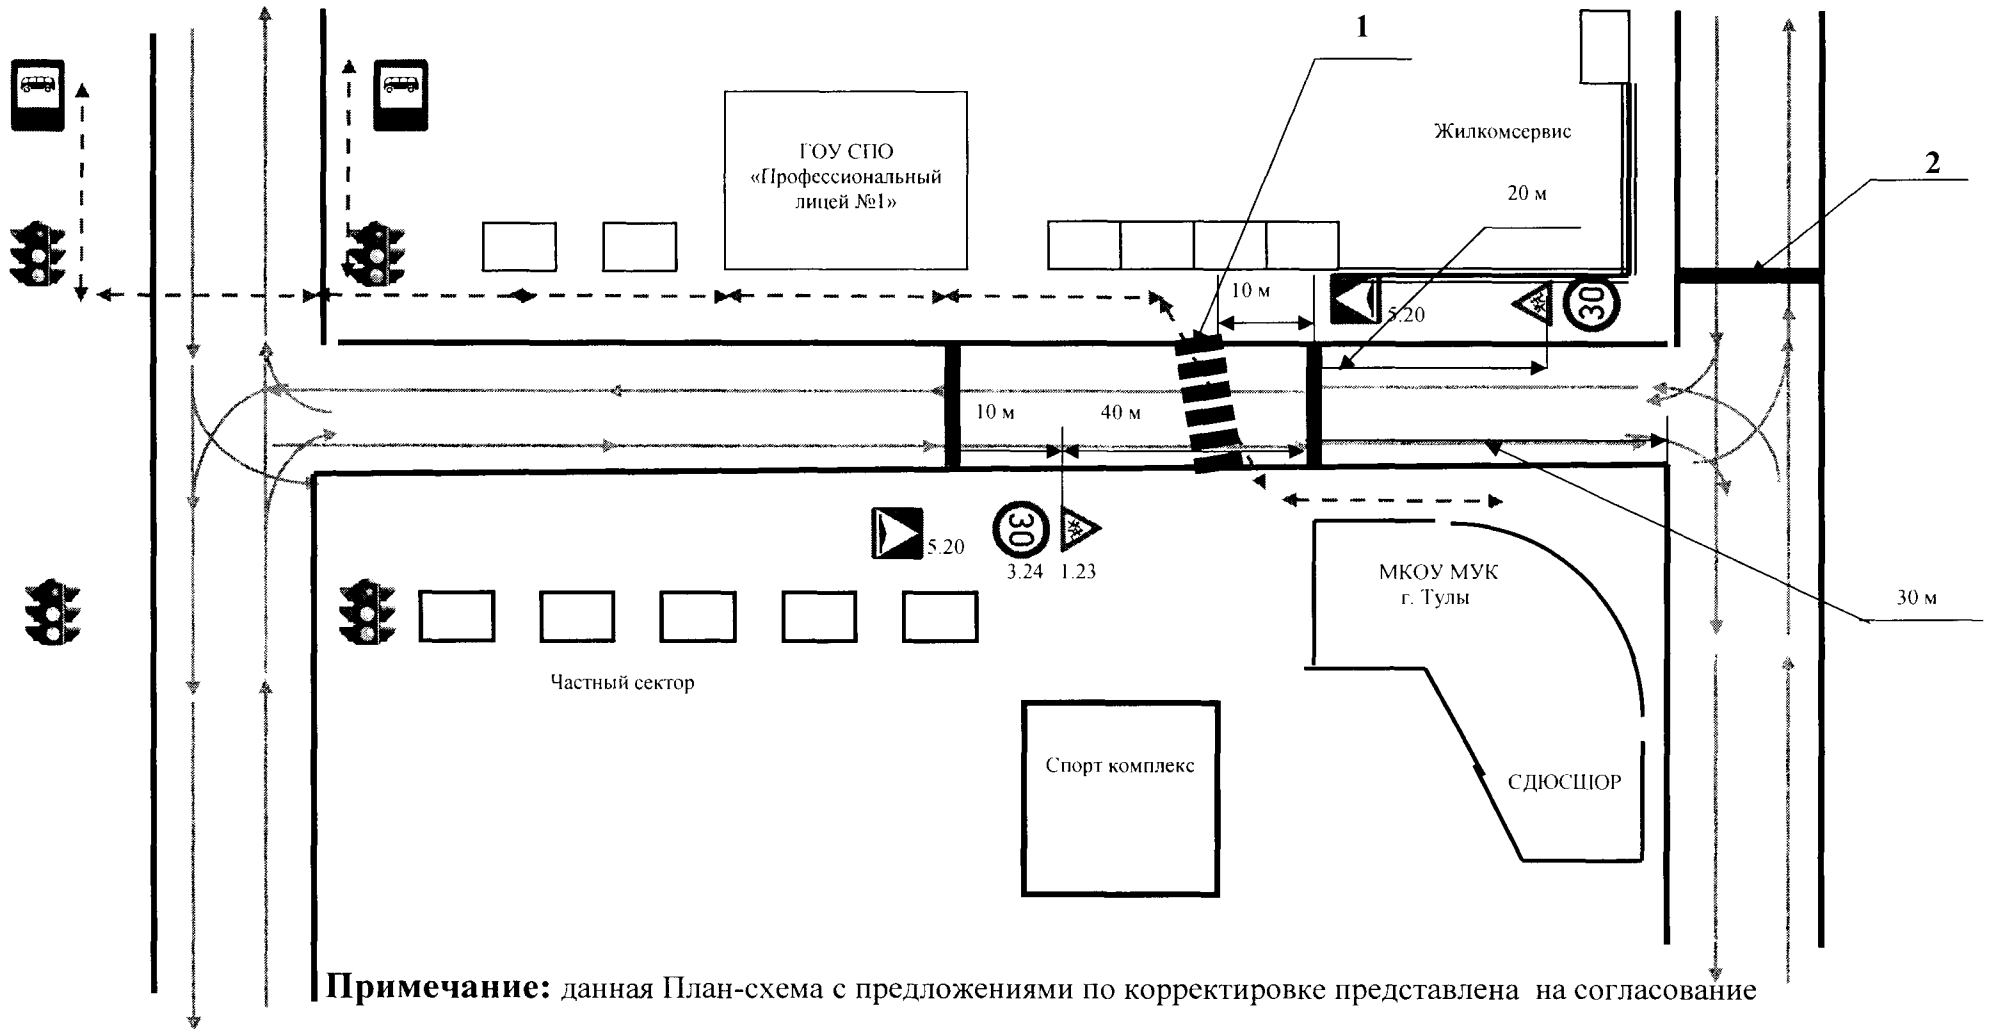 1
Жилкомсервис
ГОУ СПО
«Профессиональный
лицей №1»
2
20 м
10 м
5.20
30
10 м
40 м
5.20
30
3.24
1.23
МКОУ МУК
г. Тулы
30 м
Частный сектор
Спорт комплекс
СДЮСШОР
Примечание: данная План-схема с предложениями по корректировке представлена на согласование